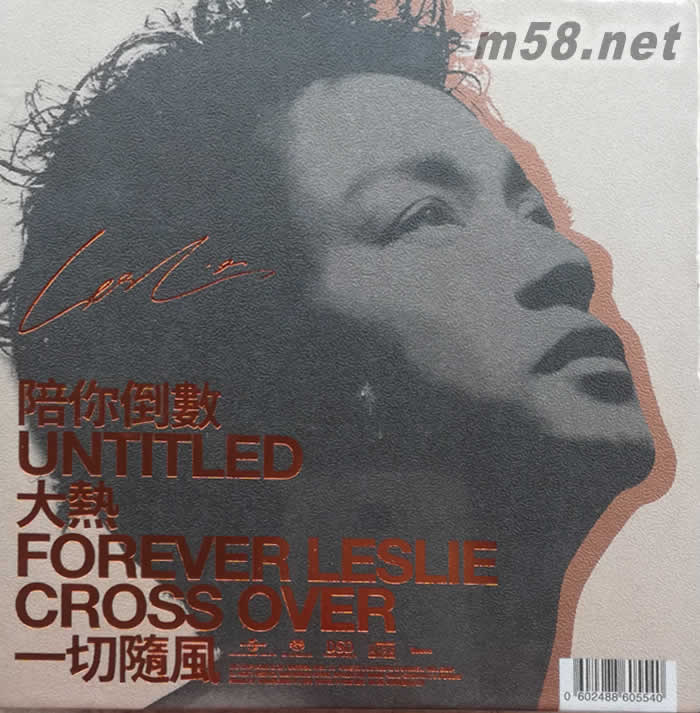 m58.net
Leslie
陪你倒數
UNTITLED
大熱
FOREVER LESLIE
CROSS OVER
一切隨風
0 602488 605540